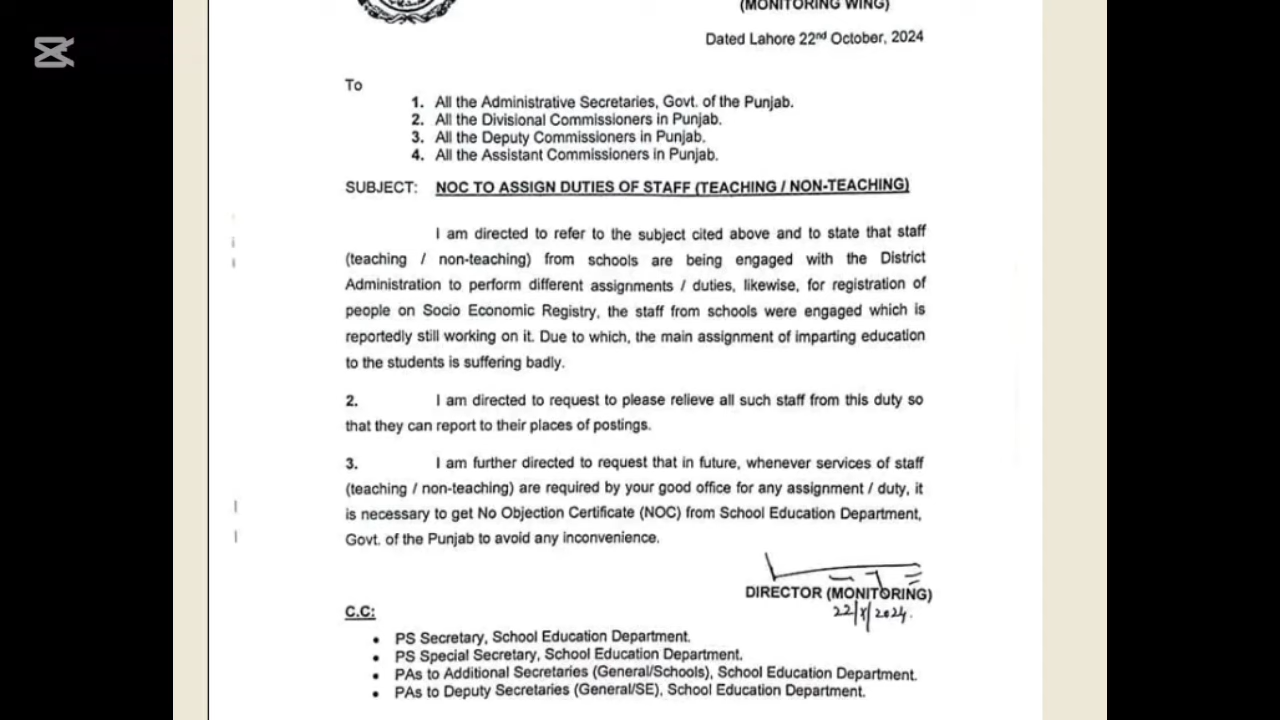 (MONITORING WING)
Dated Lahore 22nd October, 2024
To
1. All the Administrative Secretaries, Govt. of the Punjab.
2. All the Divisional Commissioners in Punjab.
3. All the Deputy Commissioners in Punjab.
4. All the Assistant Commissioners in Punjab.
SUBJECT: NOC TO ASSIGN DUTIES OF STAFF (TEACHING / NON-TEACHING)
I am directed to refer to the subject cited above and to state that staff
(teaching / non-teaching) from schools are being engaged with the District
Administration to perform different assignments / duties, likewise, for registration of
people on Socio Economic Registry, the staff from schools were engaged which is
reportedly still working on it. Due to which, the main assignment of imparting education
to the students is suffering badly.
2. I am directed to request to please relieve all such staff from this duty so
that they can report to their places of postings.
3. I am further directed to request that in future, whenever services of staff
(teaching / non-teaching) are required by your good office for any assignment / duty, it
is necessary to get No Objection Certificate (NOC) from School Education Department,
Govt. of the Punjab to avoid any inconvenience.
DIRECTOR (MONITORING)
22/X/2024.
C.C:
• PS Secretary, School Education Department.
• PS Special Secretary, School Education Department.
• PAs to Additional Secretaries (General/Schools), School Education Department.
• PAs to Deputy Secretaries (General/SE), School Education Department.